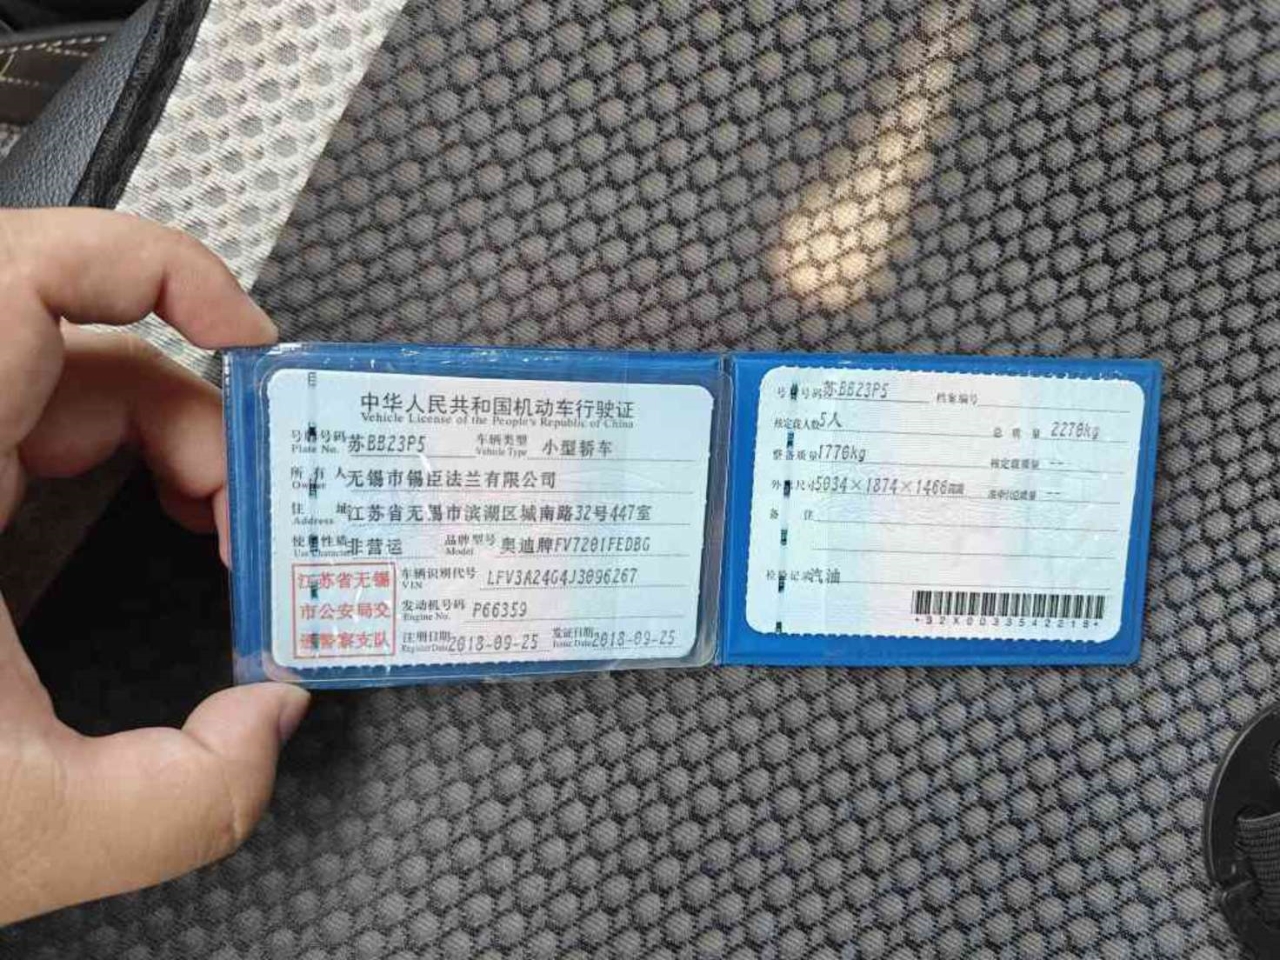 中华人民共和国机动车行驶证
Vehicle License of the People's Republic of China
号牌号码 苏BB23P5 车辆类型 小型轿车
Plate No. Vehicle Type
所有人 无锡市锡臣法兰有限公司
Owner
住址 江苏省无锡市滨湖区城南路32号447室
Address
使用性质 非营运 品牌型号 奥迪牌FV7201FEDBG
Use Character Model
江苏省无锡
市公安局交
通警察支队
车辆识别代号 LFV3A24G4J3096267
VIN
发动机号码 P66359
Engine No.
注册日期 2018-09-25 发证日期 2018-09-25
Register Date Issue Date
号牌号码 苏BB23P5 档案编号
核定载人数 5人 总质量 2270kg
整备质量 1770kg 核定载质量 --
外廓尺寸 5034×1874×1466mm 准牵引总质量 --
备注
检验记录 汽油
*32X0033542218*